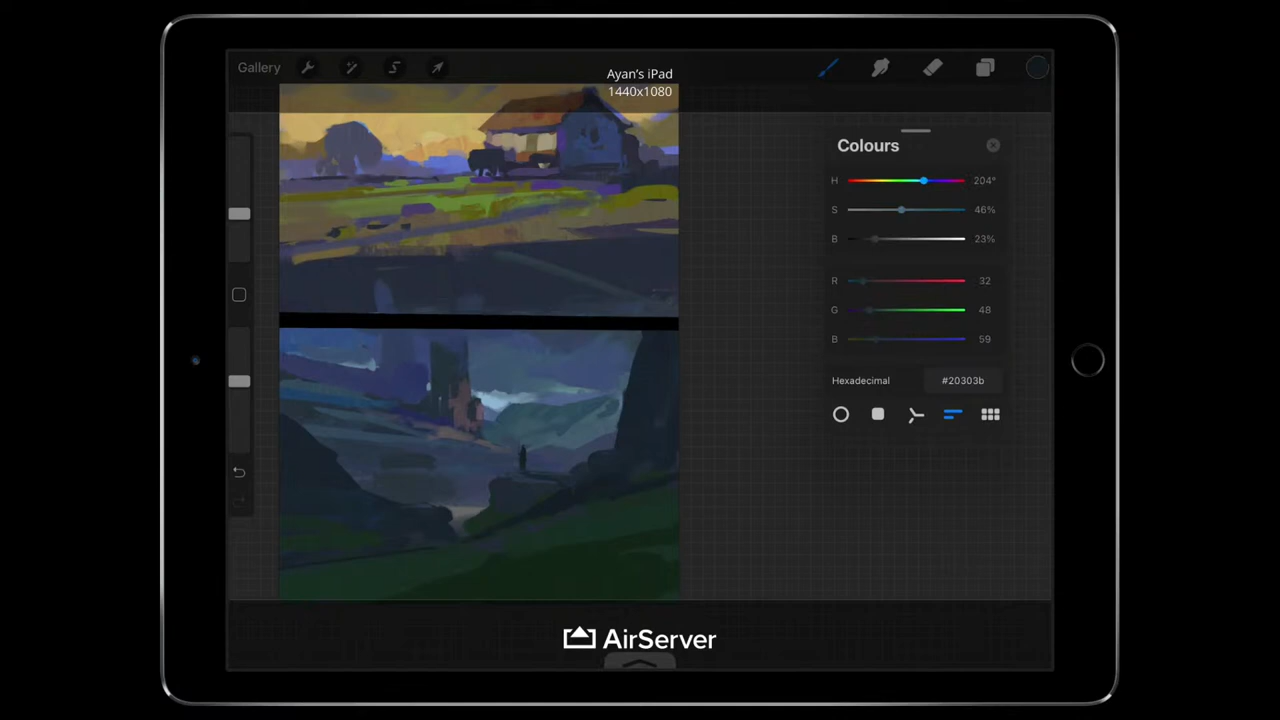 Gallery
Ayan's iPad
1440x1080
Colours
H 204°
S 46%
B 23%
R 32
G 48
B 59
Hexadecimal #20303b
AirServer